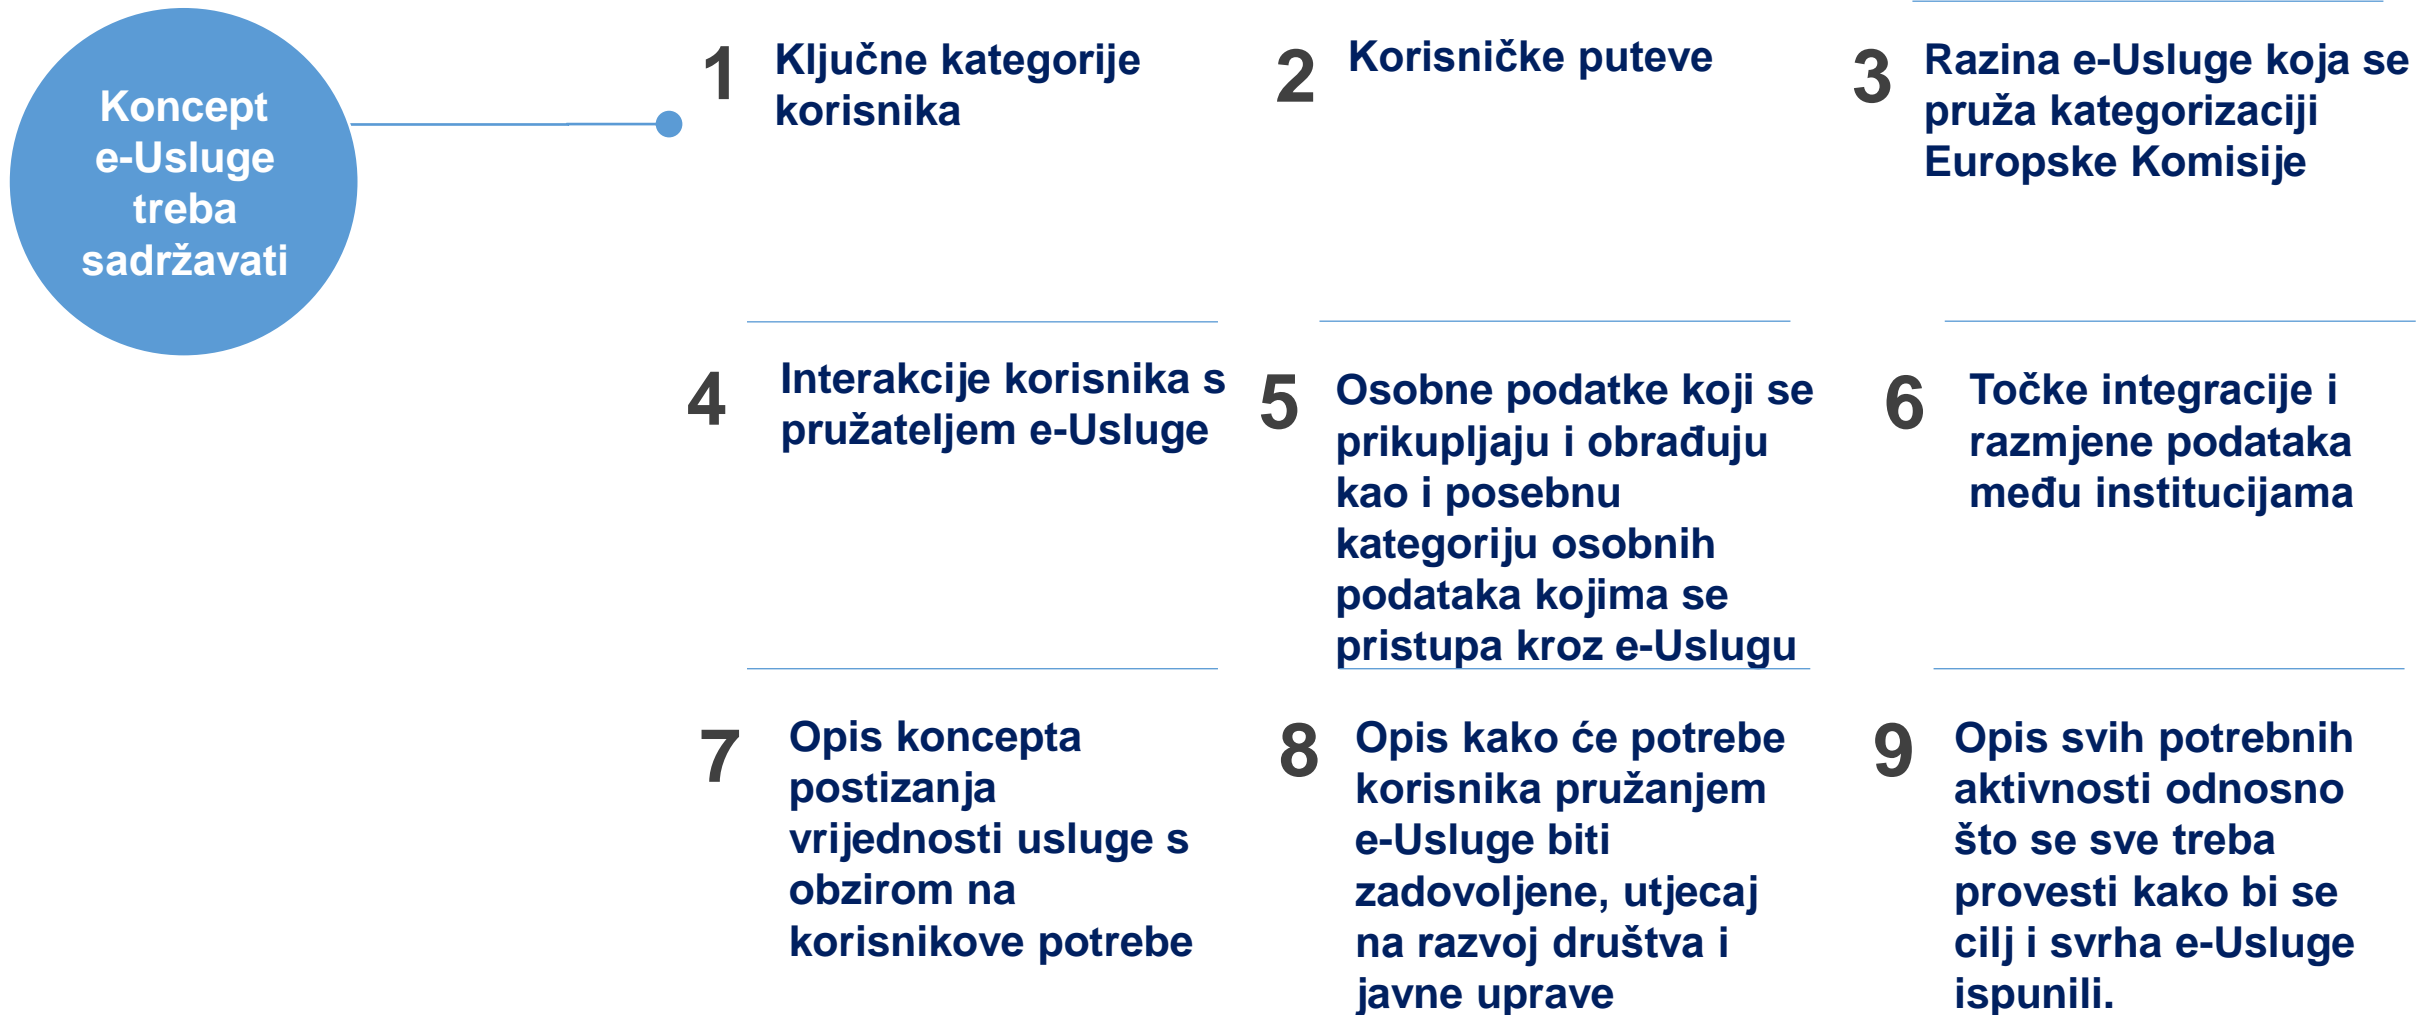 Koncept
e-Usluge
treba
sadržavati
1
Ključne kategorije
korisnika
2
Korisničke puteve
3
Razina e-Usluge koja se
pruža kategorizaciji
Europske Komisije
4
Interakcije korisnika s
pružateljem e-Usluge
5
Osobne podatke koji se
prikupljaju i obrađuju
kao i posebnu
kategoriju osobnih
podataka kojima se
pristupa kroz e-Uslugu
6
Točke integracije i
razmjene podataka
među institucijama
7
Opis koncepta
postizanja
vrijednosti usluge s
obzirom na
korisnikove potrebe
8
Opis kako će potrebe
korisnika pružanjem
e-Usluge biti
zadovoljene, utjecaj
na razvoj društva i
javne uprave
9
Opis svih potrebnih
aktivnosti odnosno
što se sve treba
provesti kako bi se
cilj i svrha e-Usluge
ispunili.